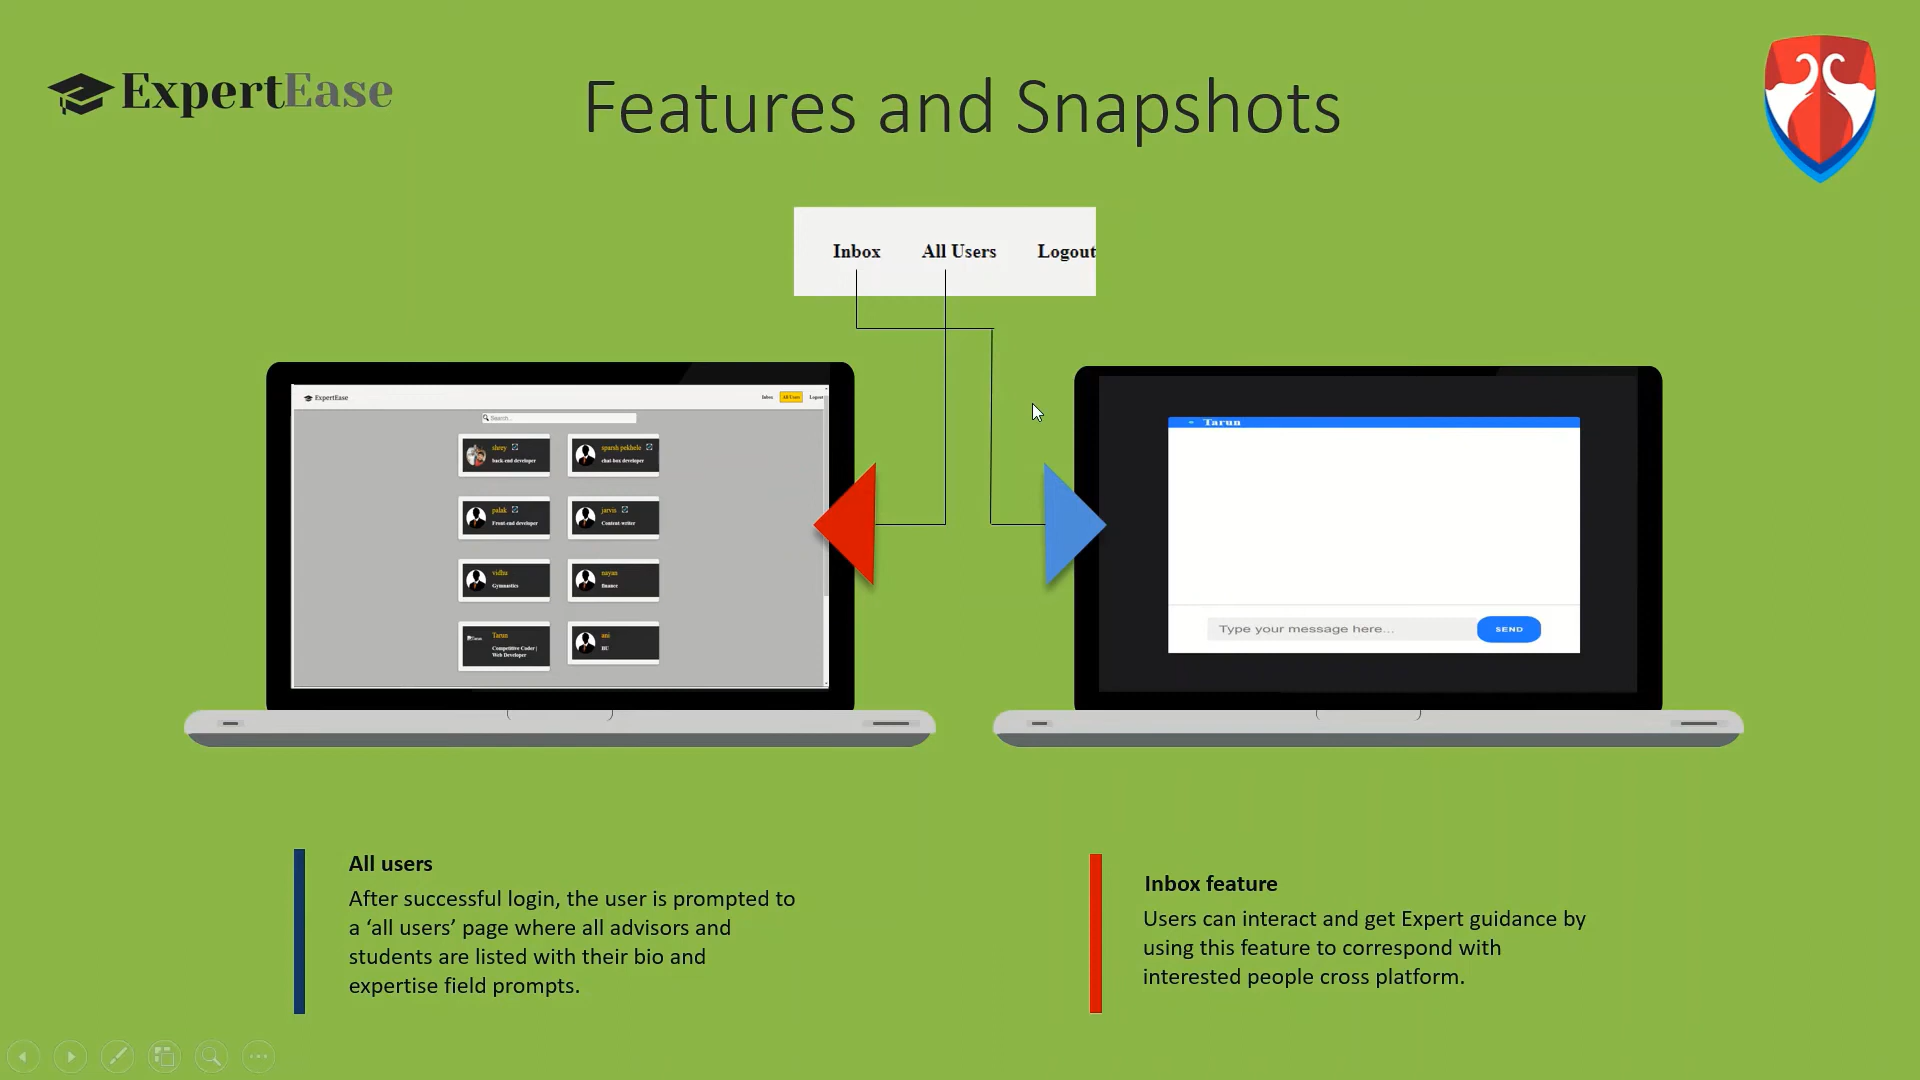 ExpertEase
Features and Snapshots
Inbox All Users Logout
ExpertEase
Inbox All Users Logout
Search...
shrey
back-end developer
sparsh pekhele
chat-box developer
palak
Front-end developer
jarvis
Content-writer
vidhu
Gymnastics
nayan
finance
Tarun
Tarun
Competitive Coder |
Web Developer
ani
Tarun
Type your message here...
SEND
All users
After successful login, the user is prompted to
a ‘all users’ page where all advisors and
students are listed with their bio and
expertise field prompts.
Inbox feature
Users can interact and get Expert guidance by
using this feature to correspond with
interested people cross platform.